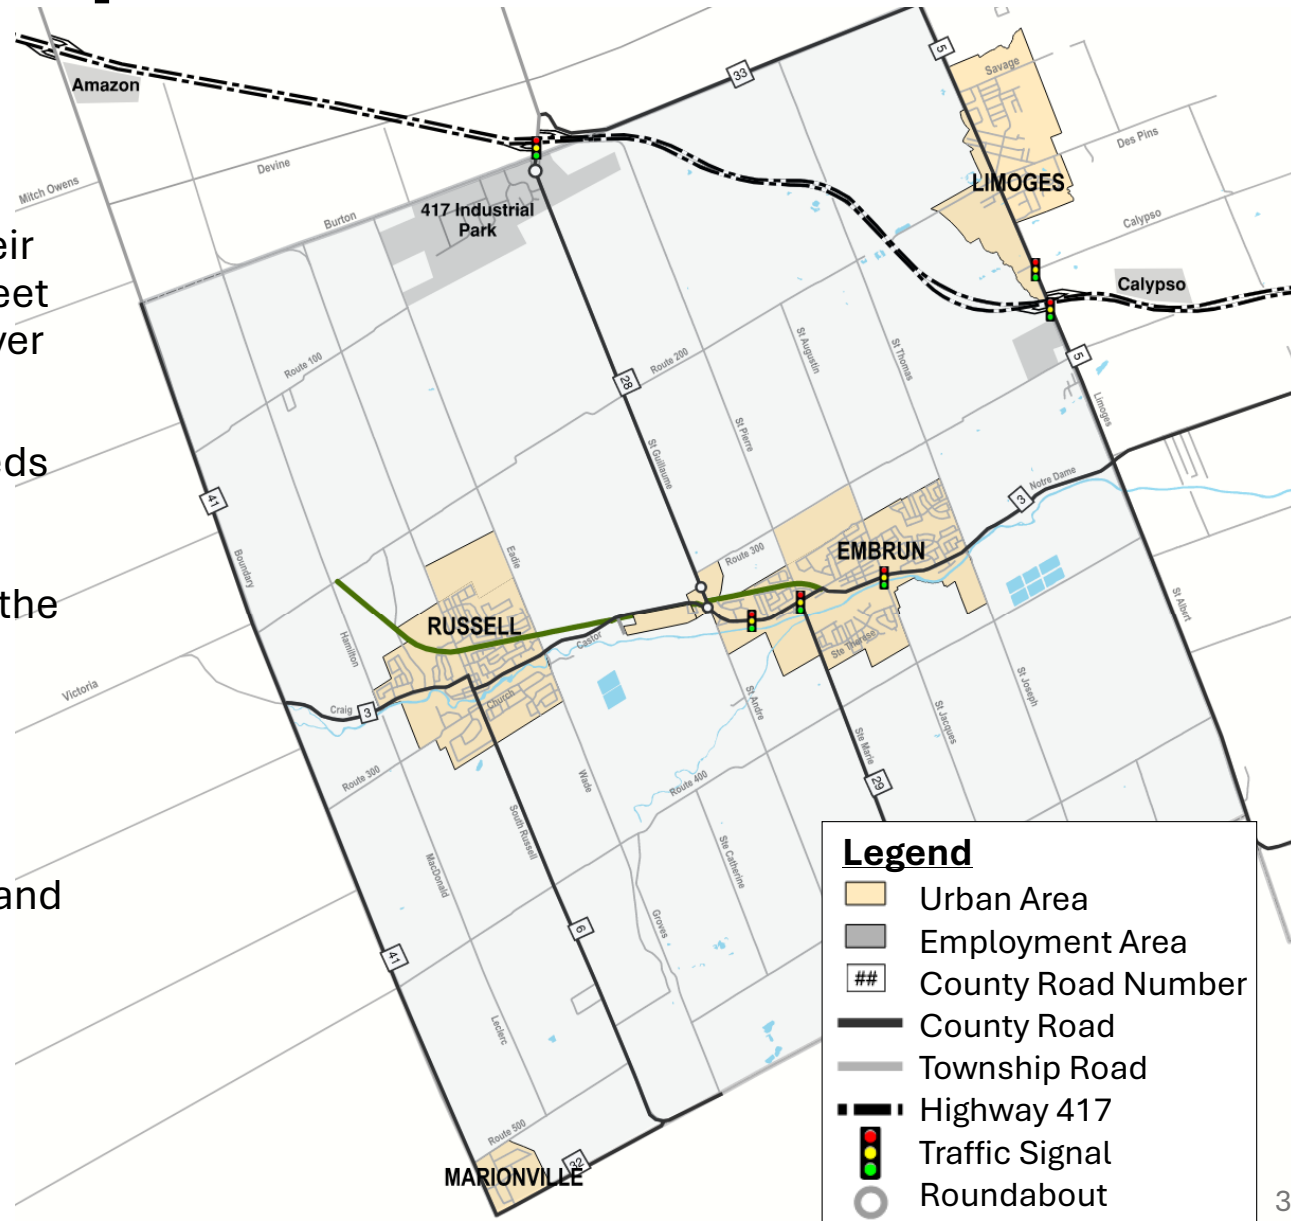 Amazon
33
5
Savage
Devine
Des Pins
Mitch Owens
LIMOGES
417 Industrial
Park
Burton
Calypso
eir
eet
Calypso
ver
Route 100
Route 200
28
St Augustin
St Thomas
5
Limoges
St Pierre
St Guillaume
eds
41
Notre Dame
3
Boundary
Eadie
Route 300
EMBRUN
the
St Albert
RUSSELL
Hamilton
Castor
Ste Therese
Victoria
Craig
3
Church
St Andre
St Joseph
St Jacques
Ste Marie
Route 300
Wade
Route 400
29
South Russell
MacDonald
Ste Catherine
and
Groves
6
41
Leclerc
Route 500
MARIONVILLE
32
Legend
Urban Area
Employment Area
## County Road Number
County Road
Township Road
Highway 417
Traffic Signal
Roundabout
3